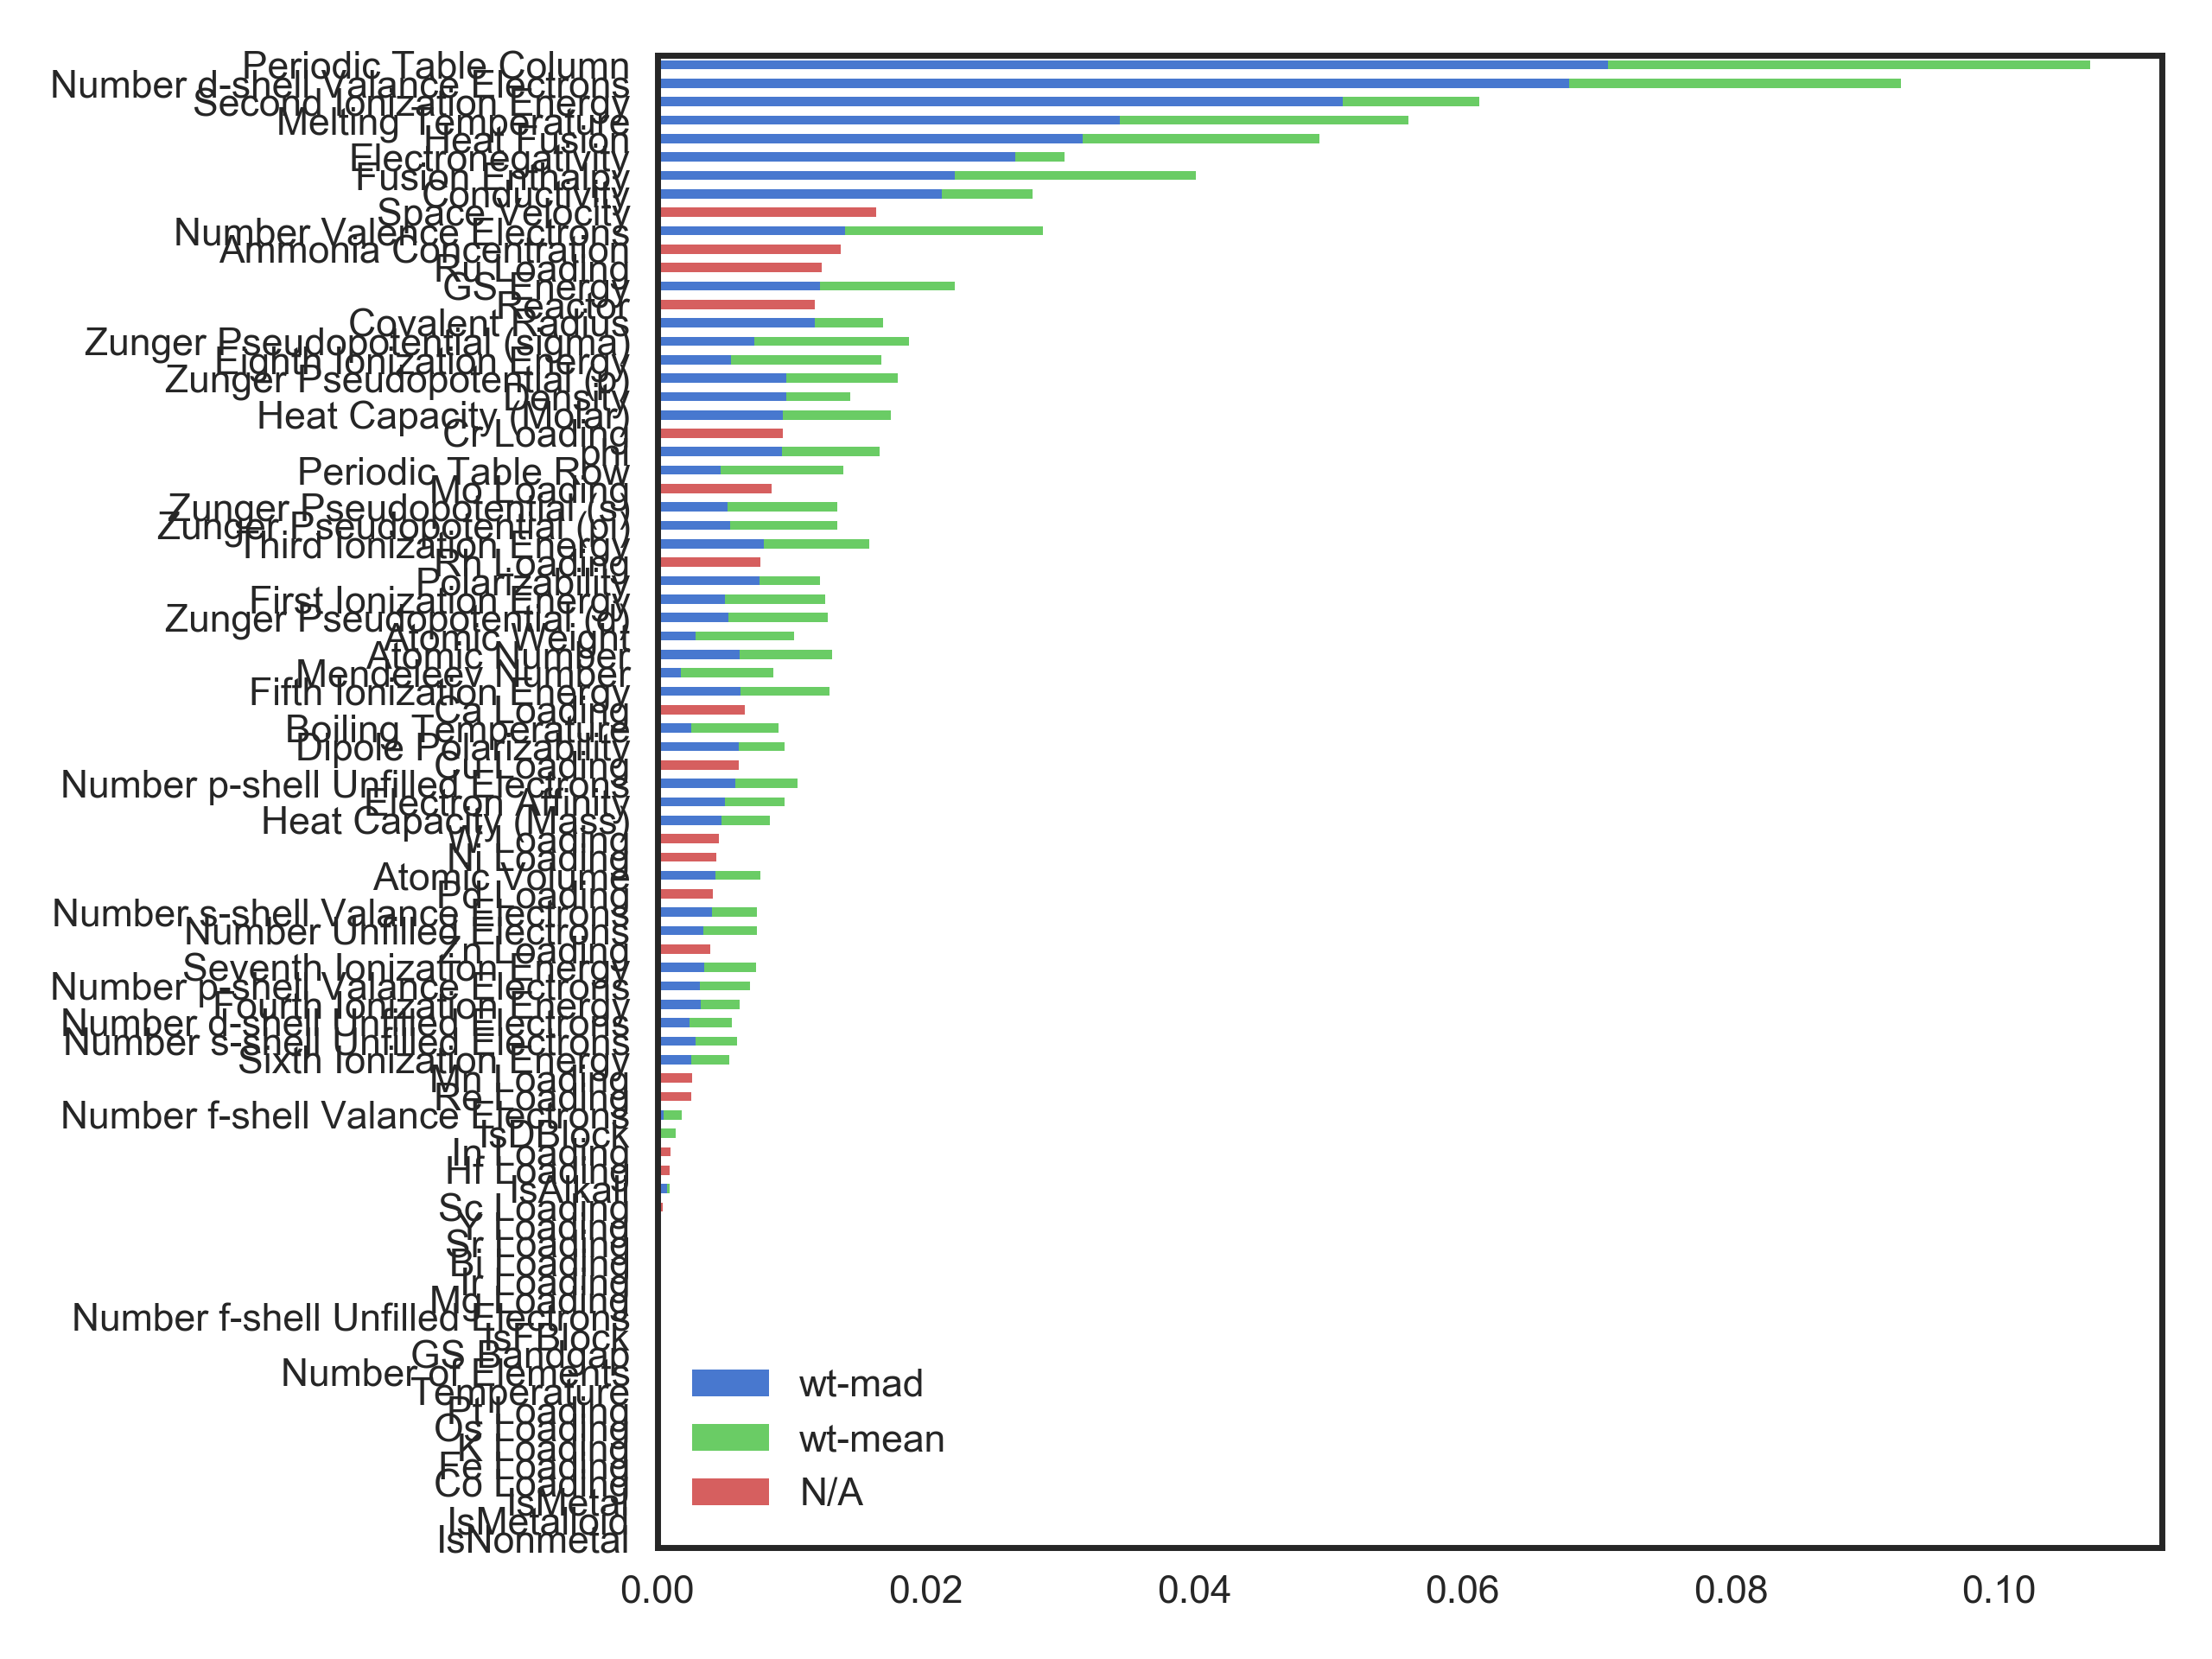 Periodic Table Column
Number d-shell Valance Electrons
Second Ionization Energy
Melting Temperature
Heat Fusion
Electronegativity
Fusion Enthalpy
Conductivity
Space Velocity
Number Valence Electrons
Ammonia Concentration
Ru Loading
GS Energy
Reactor
Covalent Radius
Zunger Pseudopotential (sigma)
Eighth Ionization Energy
Zunger Pseudopotential (p)
Density
Heat Capacity (Molar)
Cr Loading
phi
Periodic Table Row
Mo Loading
Zunger Pseudopotential (s)
Zunger Pseudopotential (pi)
Third Ionization Energy
Rh Loading
Polarizability
First Ionization Energy
Zunger Pseudopotential (d)
Atomic Weight
Atomic Number
Mendeleev Number
Fifth Ionization Energy
Ca Loading
Boiling Temperature
Dipole Polarizability
Cu Loading
Number p-shell Unfilled Electrons
Electron Affinity
Heat Capacity (Mass)
W Loading
Ni Loading
Atomic Volume
Pd Loading
Number s-shell Valance Electrons
Number Unfilled Electrons
Zn Loading
Seventh Ionization Energy
Number p-shell Valance Electrons
Fourth Ionization Energy
Number d-shell Unfilled Electrons
Number s-shell Unfilled Electrons
Sixth Ionization Energy
Mn Loading
Re Loading
Number f-shell Valance Electrons
IsDBlock
In Loading
Hf Loading
IsAlkali
Sc Loading
Y Loading
Sr Loading
Bi Loading
Ir Loading
Mg Loading
Number f-shell Unfilled Electrons
IsFBlock
GS Bandgap
Number of Elements
Temperature
Pt Loading
Os Loading
K Loading
Fe Loading
Co Loading
IsMetal
IsMetalloid
IsNonmetal
wt-mad
wt-mean
N/A
0.00 0.02 0.04 0.06 0.08 0.10